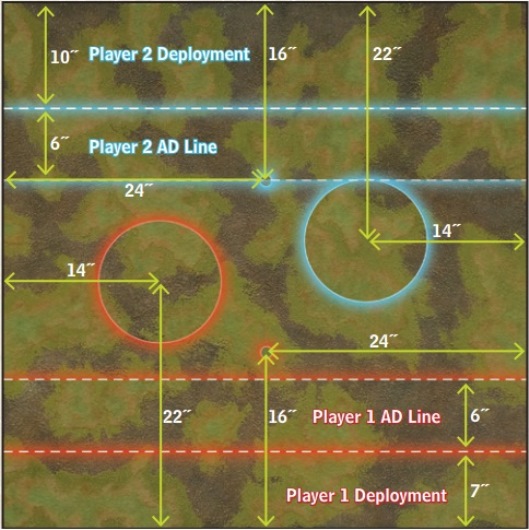 10˝ Player 2 Deployment 16˝ 22˝
6˝ Player 2 AD Line
24˝
14˝
14˝
24˝
22˝ 16˝ Player 1 AD Line 6˝
Player 1 Deployment 7˝